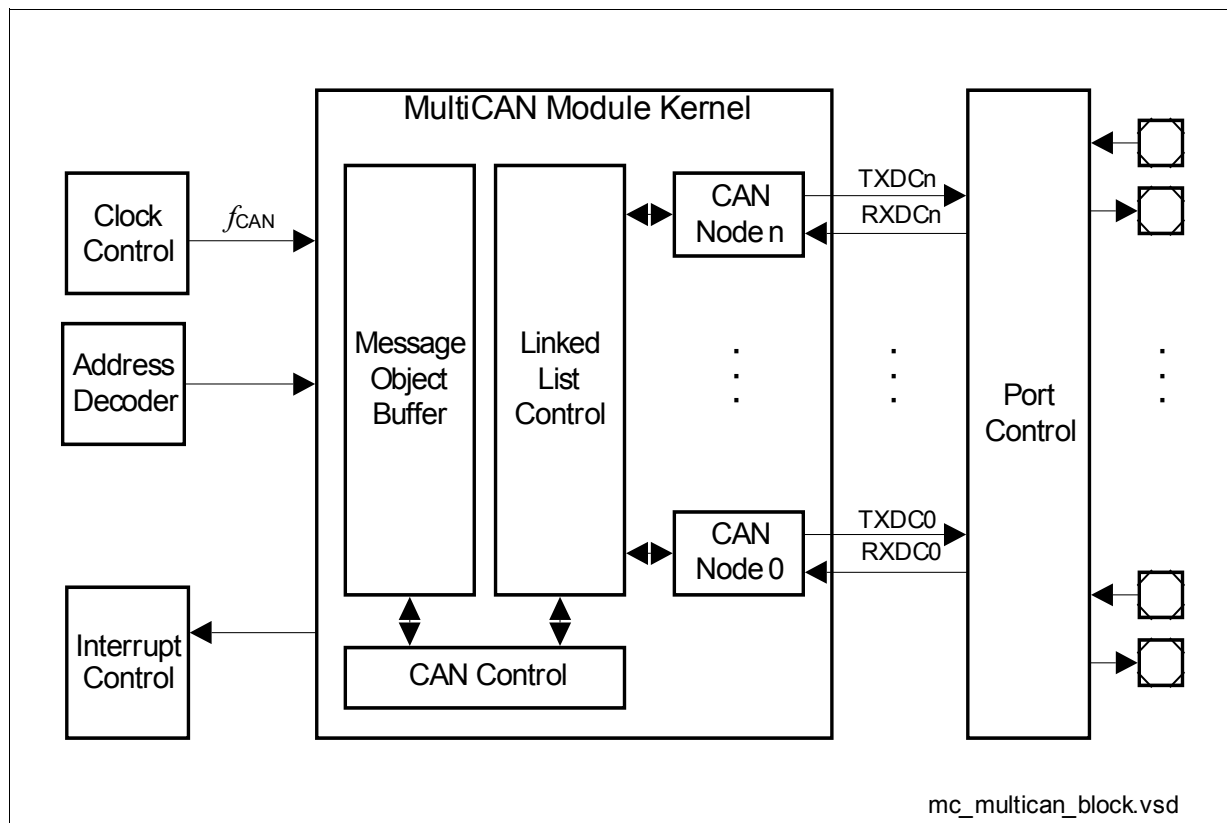 MultiCAN Module Kernel
Clock
Control
fCAN
Address
Decoder
Interrupt
Control
Message
Object
Buffer
Linked
List
Control
CAN Control
CAN
Node n
TXDCn
RXDCn
CAN
Node 0
TXDC0
RXDC0
Port
Control
mc_multican_block.vsd